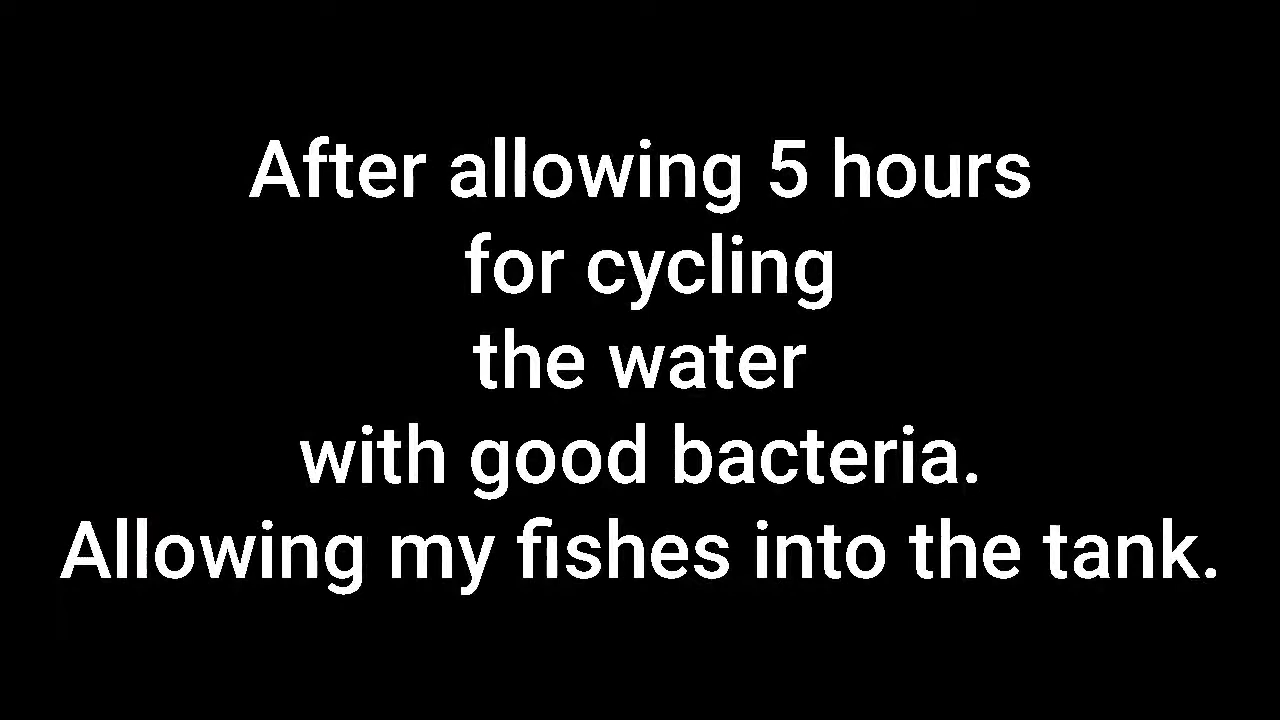 After allowing 5 hours
for cycling
the water
with good bacteria.
Allowing my fishes into the tank.